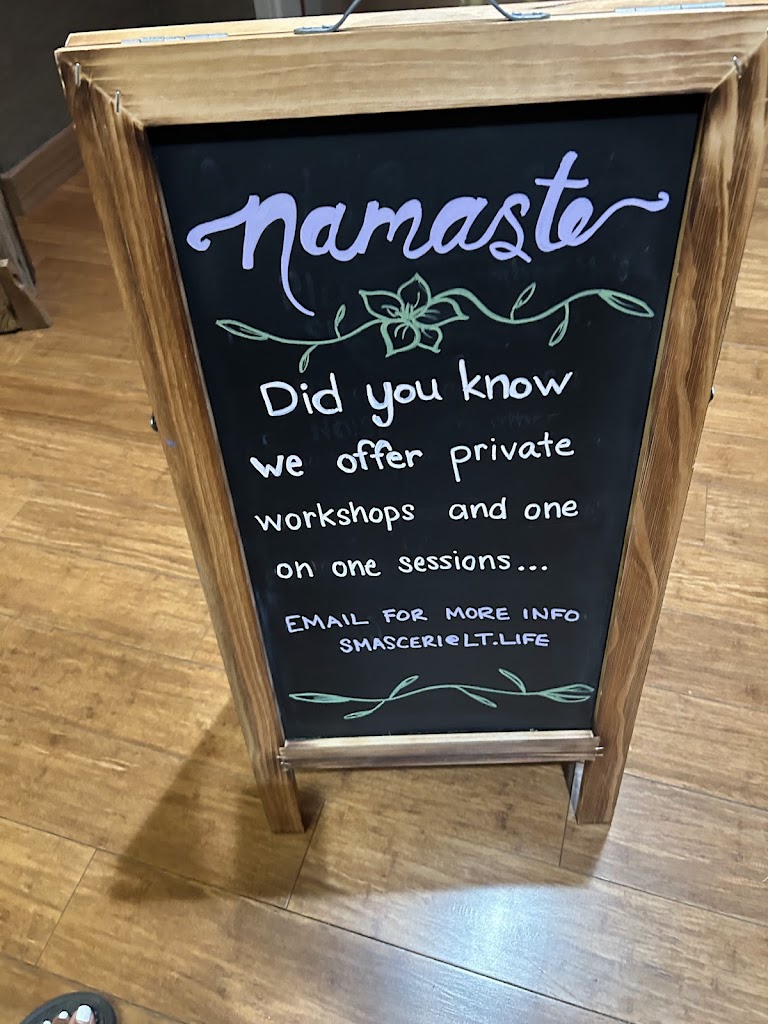 namaste
Did you know
we offer private
workshops and one
on one sessions...
EMAIL FOR MORE INFO
SMASCERI@LT.LIFE